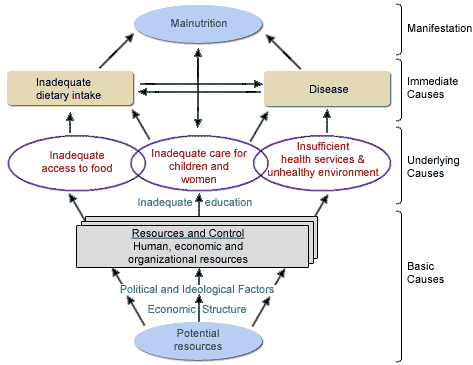 Malnutrition
Manifestation
Inadequate
dietary intake
Disease
Immediate
Causes
Inadequate
access to food
Inadequate care for
children and
women
Insufficient
health services &
unhealthy environment
Underlying
Causes
Inadequate education
Resources and Control
Human, economic and
organizational resources
Political and Ideological Factors
Economic Structure
Basic
Causes
Potential
resources